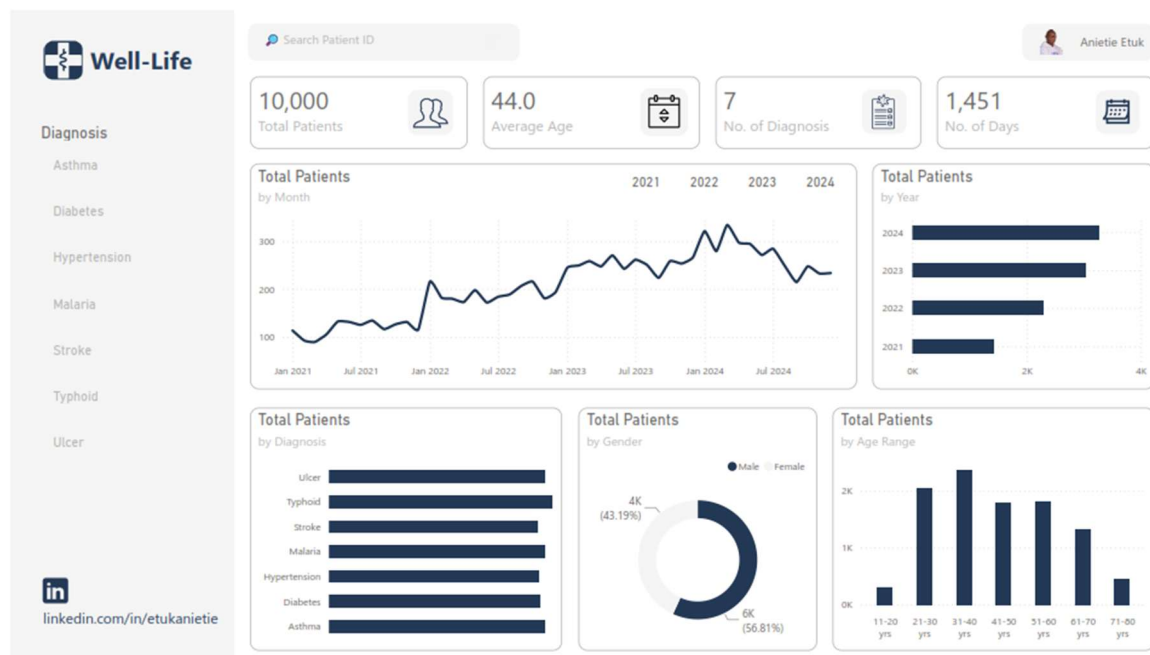 Well-Life
Diagnosis
Asthma
Diabetes
Hypertension
Malaria
Stroke
Typhoid
Ulcer
linkedin.com/in/etukanietie
Search Patient ID
Anietie Etuk
10,000
Total Patients
44.0
Average Age
7
No. of Diagnosis
1,451
No. of Days
Total Patients
by Month
2021 2022 2023 2024
300
200
100
Jan 2021 Jul 2021 Jan 2022 Jul 2022 Jan 2023 Jul 2023 Jan 2024 Jul 2024
Total Patients
by Year
2024
2023
2022
2021
0K 2K 4K
Total Patients
by Diagnosis
Ulcer
Typhoid
Stroke
Malaria
Hypertension
Diabetes
Asthma
Total Patients
by Gender
Male Female
4K
(43.19%)
6K
(56.81%)
Total Patients
by Age Range
2K
1K
0K
11-20 21-30 31-40 41-50 51-60 61-70 71-80
yrs yrs yrs yrs yrs yrs yrs